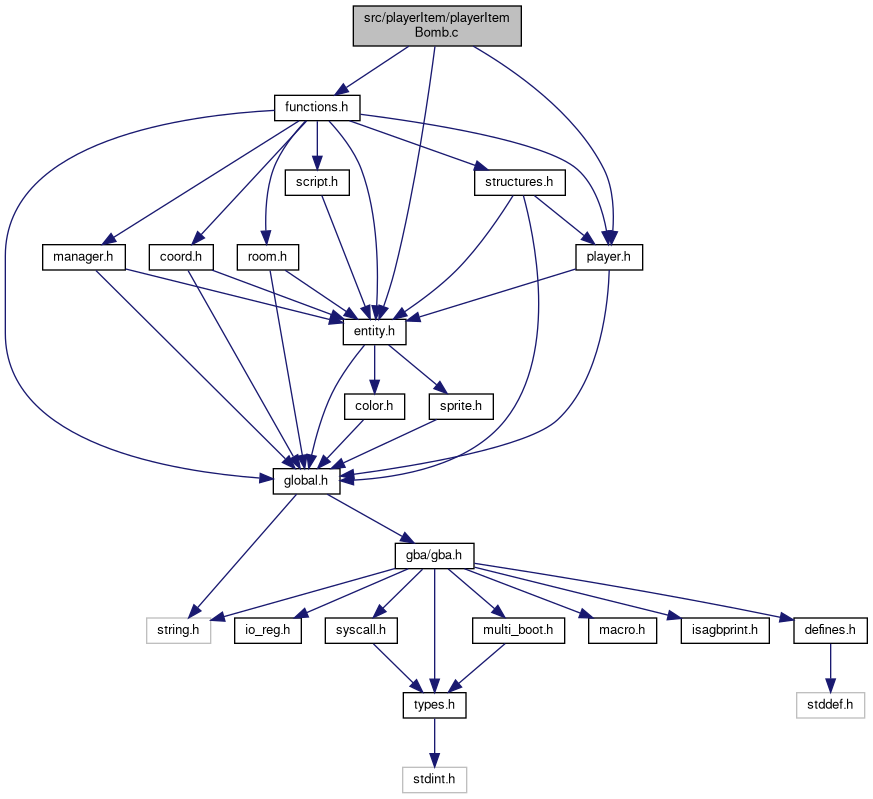 src/playerItem/playerItem
Bomb.c
functions.h
script.h
structures.h
manager.h
coord.h
room.h
player.h
entity.h
color.h
sprite.h
global.h
gba/gba.h
string.h
io_reg.h
syscall.h
multi_boot.h
macro.h
isagbprint.h
defines.h
types.h
stddef.h
stdint.h